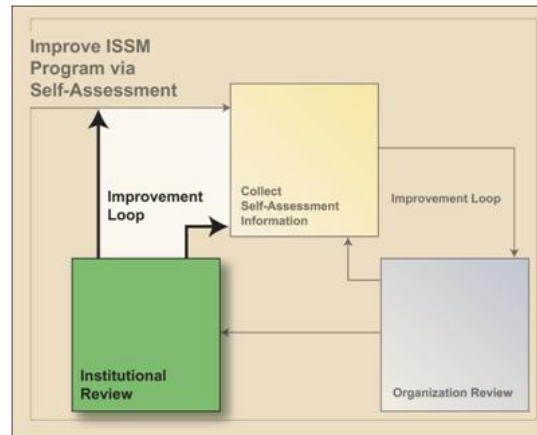 Improve ISSM
Program via
Self-Assessment
Improvement
Loop
Collect
Self-Assessment
Information
Improvement Loop
Institutional
Review
Organization Review